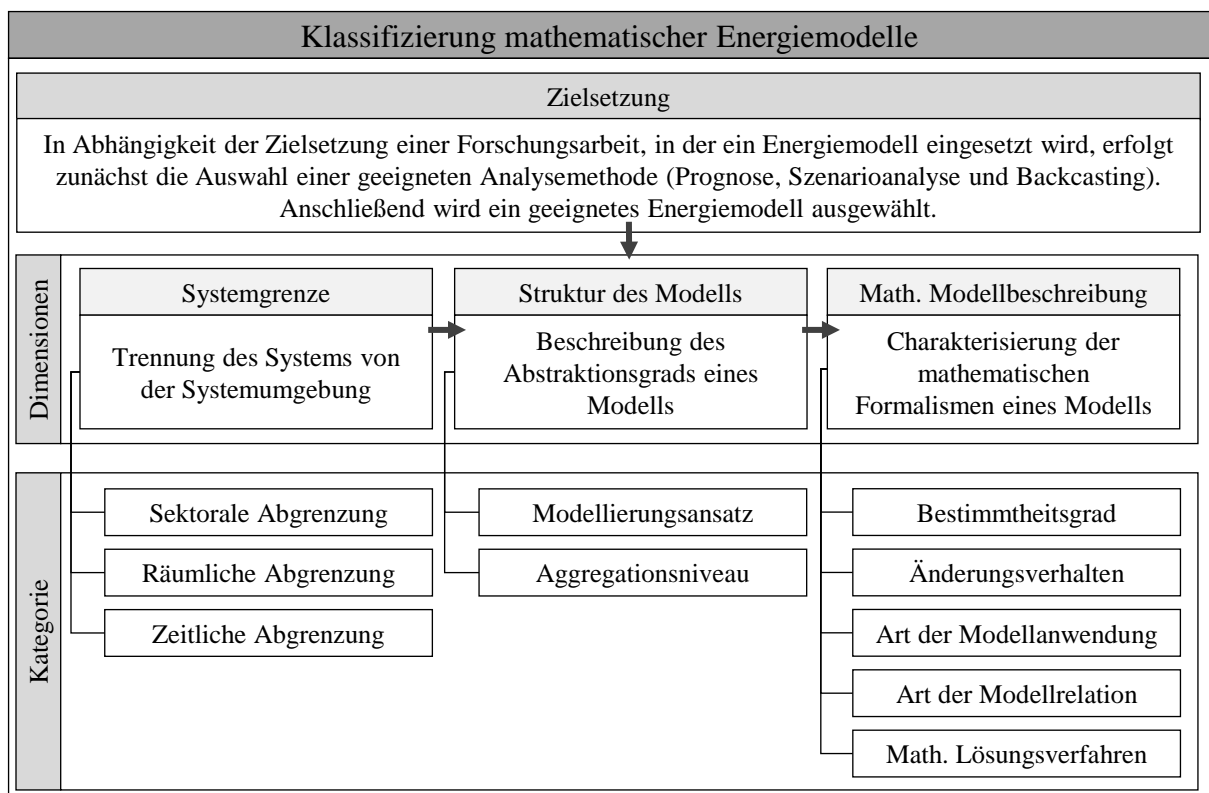 Klassifizierung mathematischer Energiemodelle
Zielsetzung
In Abhängigkeit der Zielsetzung einer Forschungsarbeit, in der ein Energiemodell eingesetzt wird, erfolgt
zunächst die Auswahl einer geeigneten Analysemethode (Prognose, Szenarioanalyse und Backcasting).
Anschließend wird ein geeignetes Energiemodell ausgewählt.
Dimensionen
Systemgrenze
Trennung des Systems von
der Systemumgebung
Struktur des Modells
Beschreibung des
Abstraktionsgrads eines
Modells
Math. Modellbeschreibung
Charakterisierung der
mathematischen
Formalismen eines Modells
Kategorie
Sektorale Abgrenzung
Räumliche Abgrenzung
Zeitliche Abgrenzung
Modellierungsansatz
Aggregationsniveau
Bestimmtheitsgrad
Änderungsverhalten
Art der Modellanwendung
Art der Modellrelation
Math. Lösungsverfahren